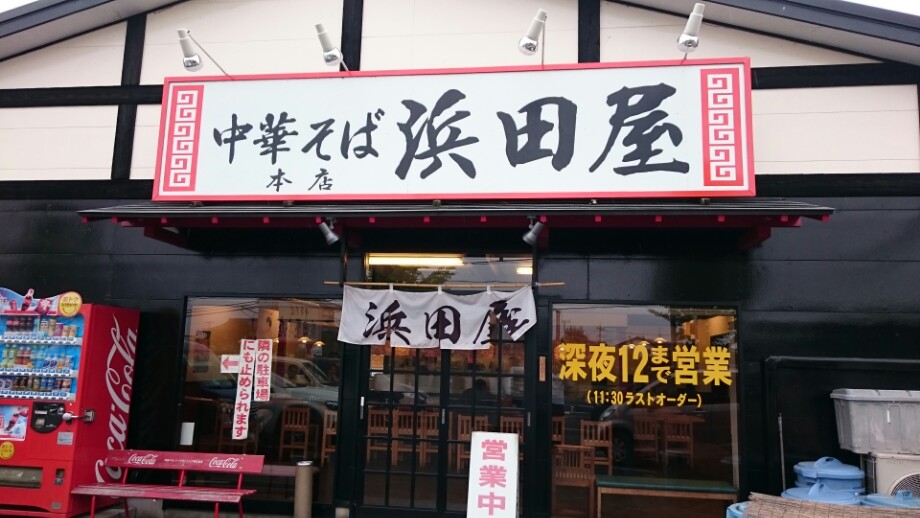 中華そば 浜田屋
本店
浜田屋
深夜12まで営業
(11:30ラストオーダー)
隣の駐車場
にも止められます
営業中
Coca-Cola
Coca-Cola
Coca-Cola